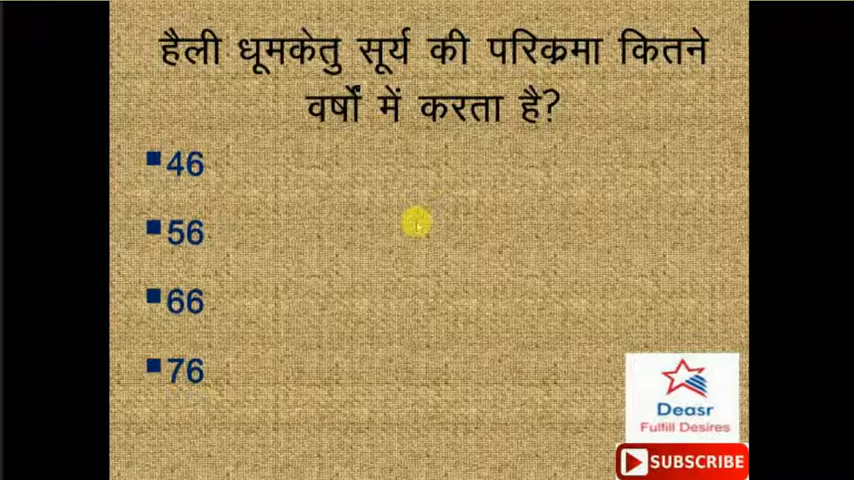 हैली धूमकेतु सूर्य की परिक्रमा कितने
वर्षों में करता है?
46
56
66
76
Deasr
Fulfill Desires
SUBSCRIBE